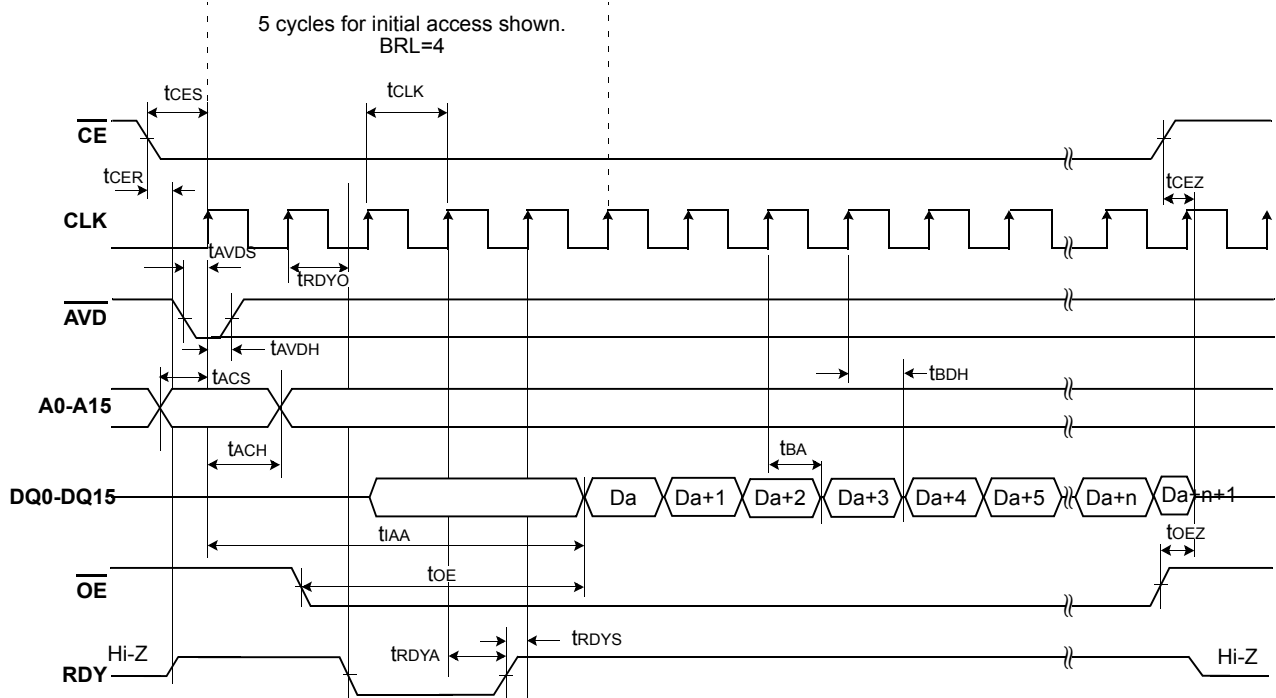 5 cycles for initial access shown.
BRL=4
tCES
tCLK
CE
tCER
tCEZ
CLK
tAVDS
tRDYO
AVD
tAVDH
tACS
tBDH
A0-A15
tACH
tBA
DQ0-DQ15
Da
Da+1
Da+2
Da+3
Da+4
Da+5
Da+n
Da+n+1
tIAA
tOEZ
tOE
OE
tRDYS
Hi-Z
tRDYA
Hi-Z
RDY